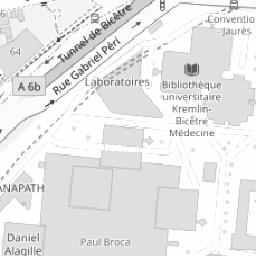 Conventio
Jaurès
64
Tunnel de Bicêtre
A 6b
Rue Gabriel Péri
Laboratoires
Bibliothèque
universitaire
Kremlin-
Bicêtre
Médecine
ANAPATH
Daniel
Alagille
Paul Broca